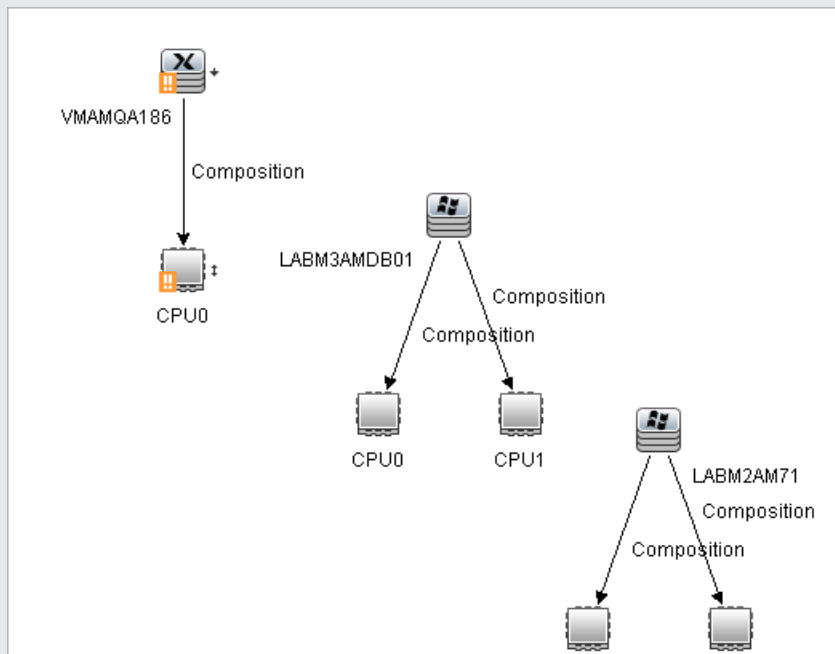 VMAMQA186
Composition
CPU0
LABM3AMDB01
Composition
Composition
CPU0
CPU1
LABM2AM71
Composition
Composition